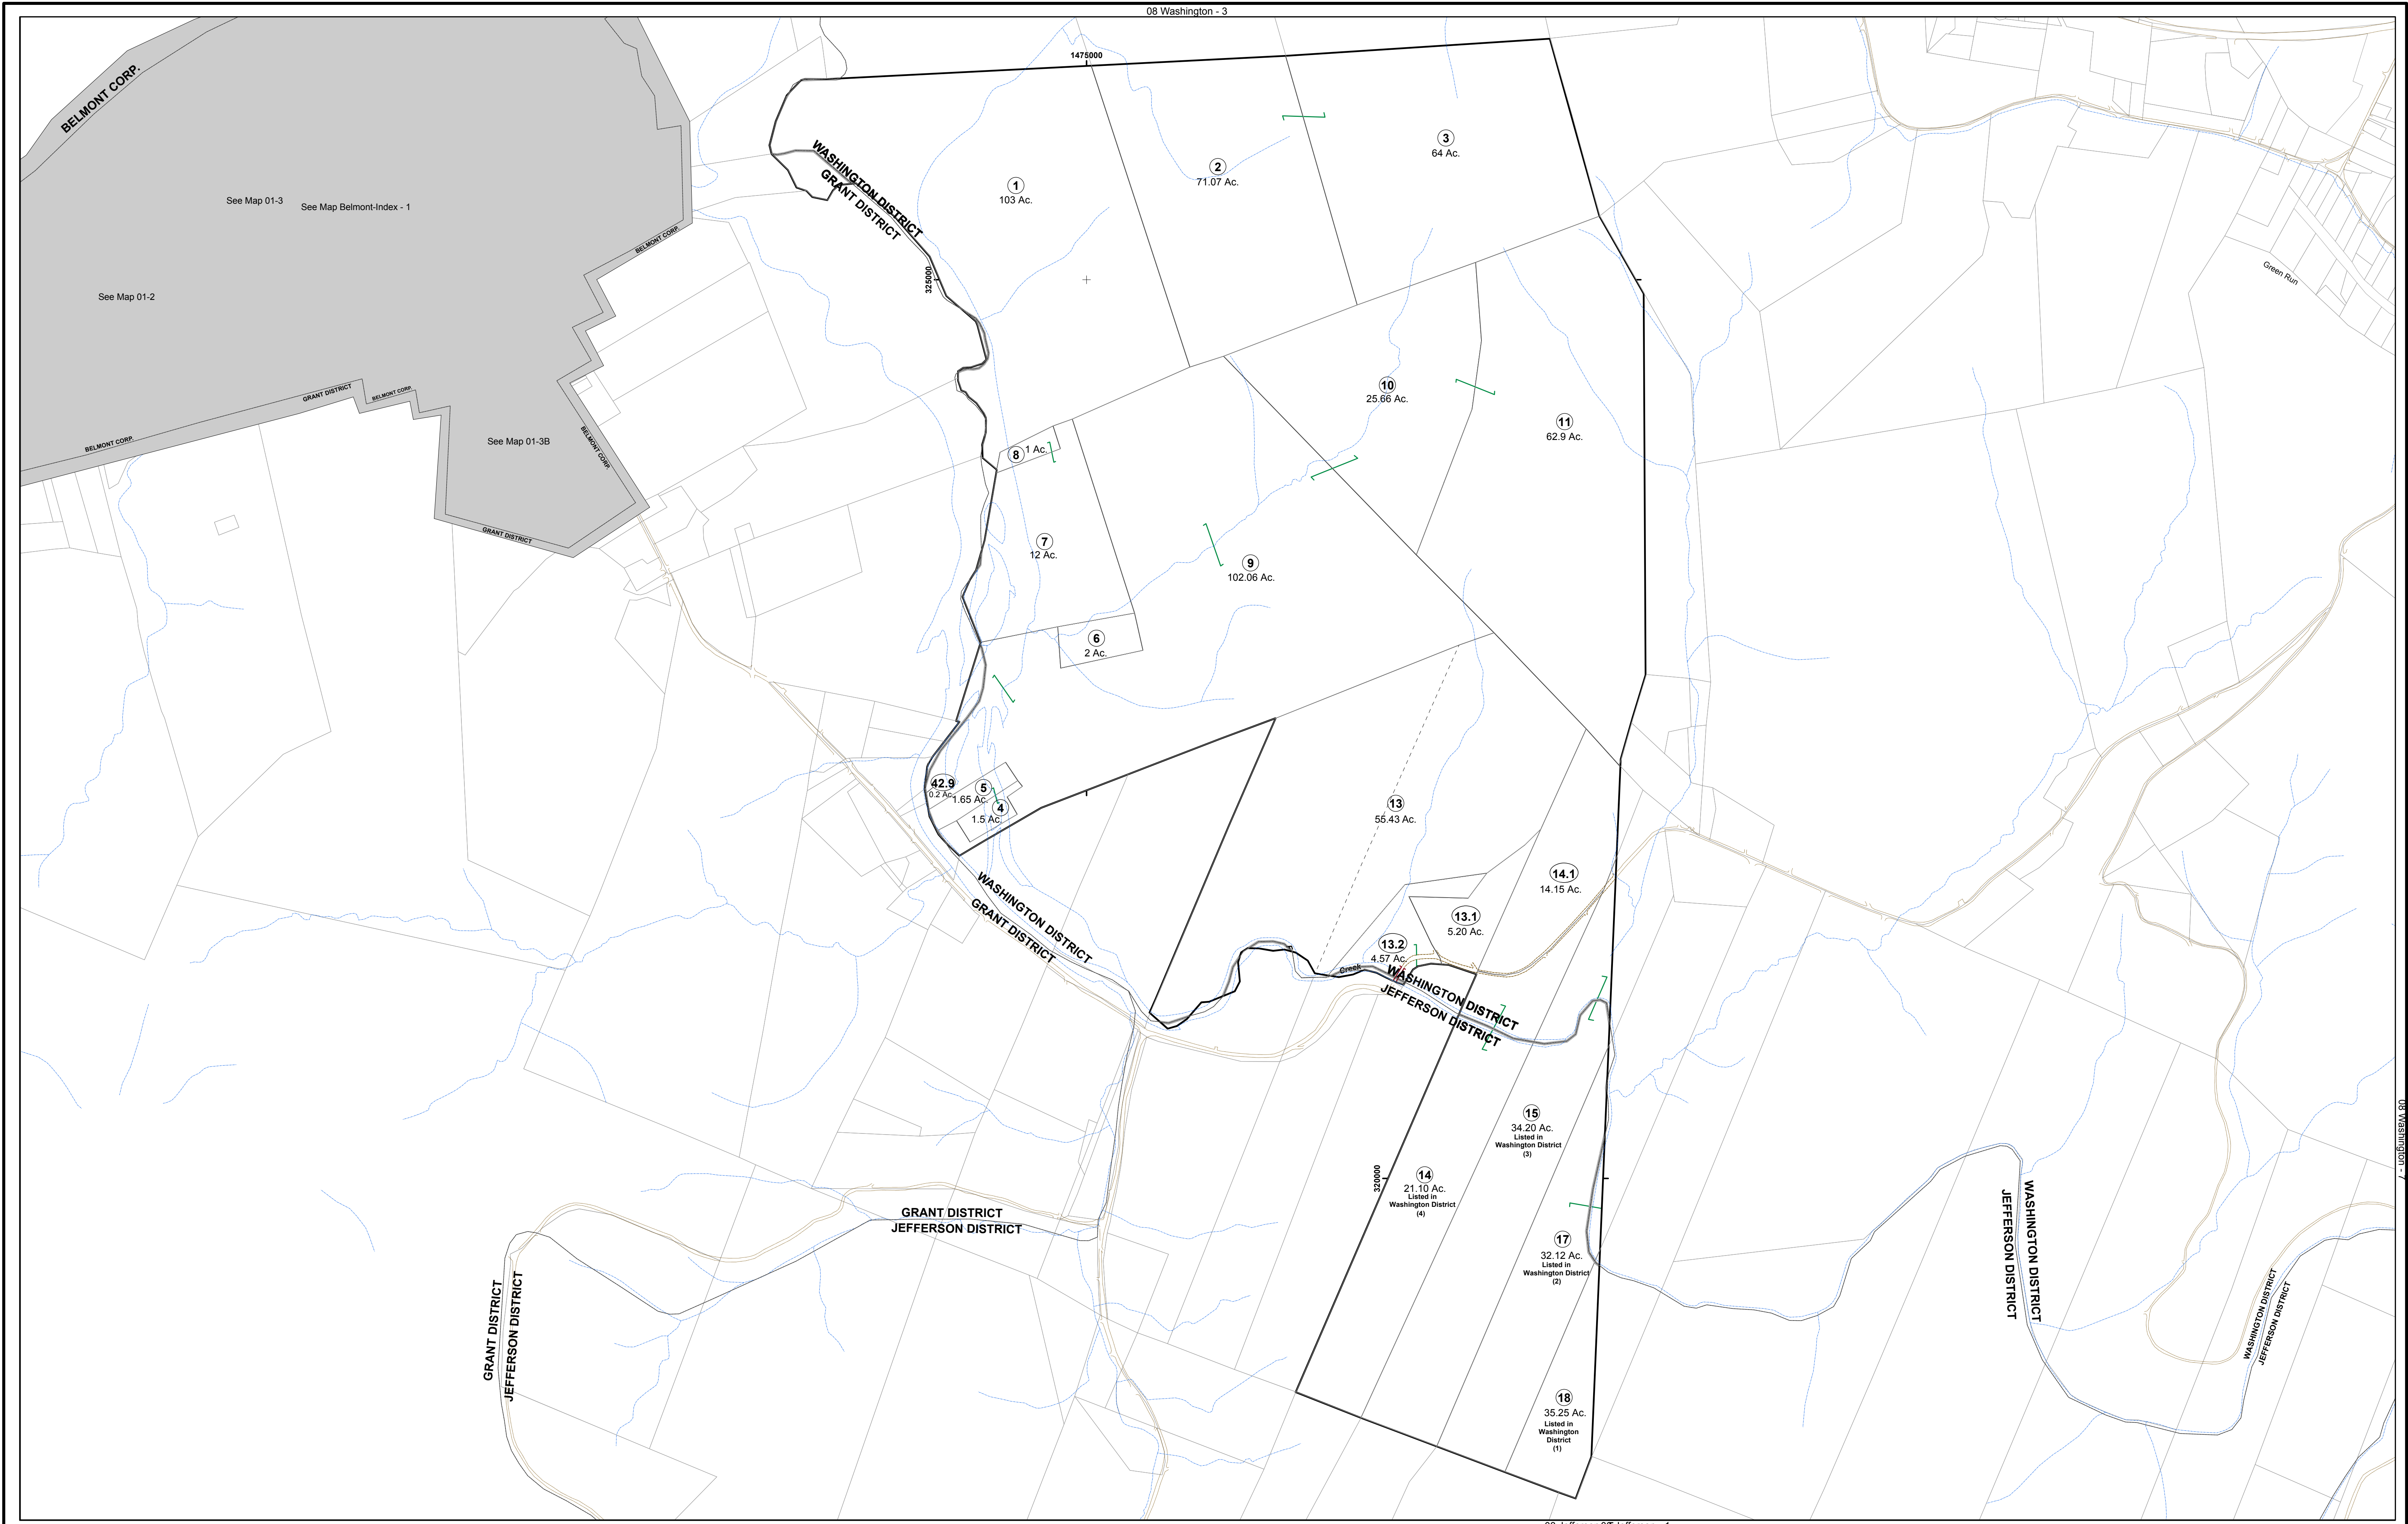 08 Washington - 3
BELMONT CORP.
1475000
See Map 01-3
See Map Belmont-Index - 1
See Map 01-2
BELMONT CORP.
WASHINGTON DISTRICT
GRANT DISTRICT
325000
1
103 Ac.
2
71.07 Ac.
3
64 Ac.
Green Run
GRANT DISTRICT
BELMONT CORP.
BELMONT CORP.
See Map 01-3B
BELMONT CORP.
GRANT DISTRICT
10
25.66 Ac.
11
62.9 Ac.
8
1 Ac.
7
12 Ac.
9
102.06 Ac.
6
2 Ac.
42.9
0.2 Ac.
5
1.65 Ac.
4
1.5 Ac.
13
55.43 Ac.
14.1
14.15 Ac.
13.1
5.20 Ac.
13.2
4.57 Ac.
WASHINGTON DISTRICT
GRANT DISTRICT
Creek
WASHINGTON DISTRICT
JEFFERSON DISTRICT
15
34.20 Ac.
Listed in
Washington District
(3)
320000
14
21.10 Ac.
Listed in
Washington District
(4)
17
32.12 Ac.
Listed in
Washington District
(2)
18
35.25 Ac.
Listed in
Washington
District
(1)
GRANT DISTRICT
JEFFERSON DISTRICT
GRANT DISTRICT
JEFFERSON DISTRICT
WASHINGTON DISTRICT
JEFFERSON DISTRICT
WASHINGTON DISTRICT
JEFFERSON DISTRICT
08 Washington - 7